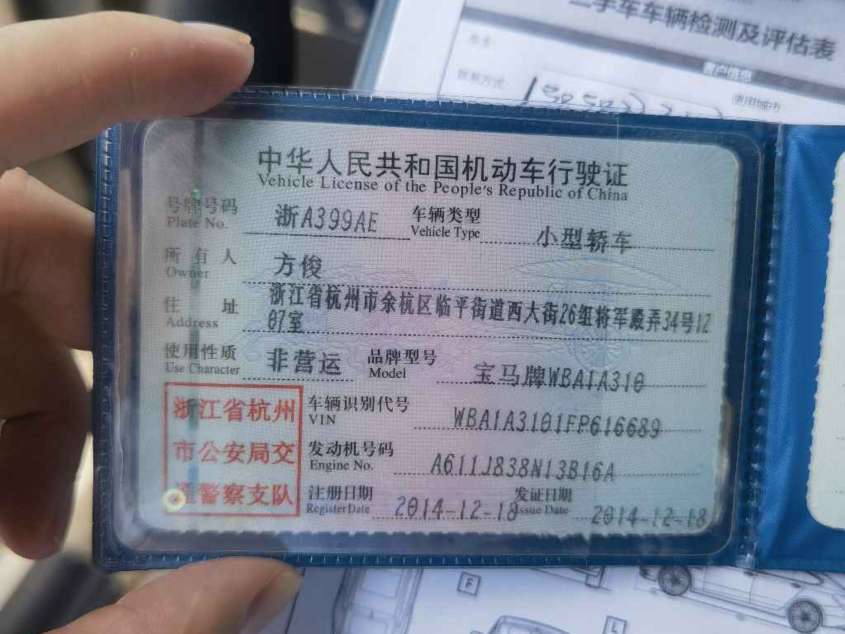 二手车车辆检测及评估表
联系方式
使用城市
中华人民共和国机动车行驶证
Vehicle License of the People's Republic of China
号牌号码 浙A399AE 车辆类型 小型轿车
Plate No. Vehicle Type
所有人 方俊
Owner
住址 浙江省杭州市余杭区临平街道西大街26组将军殿弄34号12
Address 07室
使用性质 非营运 品牌型号 宝马牌WBA1A310
Use Character Model
浙江省杭州 车辆识别代号 WBA1A3101FP616689
VIN
市公安局交 发动机号码 A611J838N13B16A
Engine No.
通警察支队 注册日期 2014-12-18 发证日期 2014-12-18
Register Date Issue Date
F
L